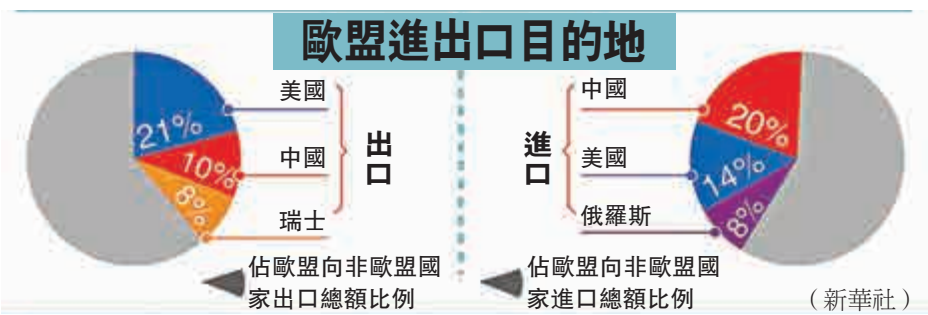 歐盟進出口目的地
美國
21%
中國
10%
瑞士
8%
出口
佔歐盟向非歐盟國
家出口總額比例
中國
20%
美國
14%
俄羅斯
8%
進口
佔歐盟向非歐盟國
家進口總額比例
（新華社）